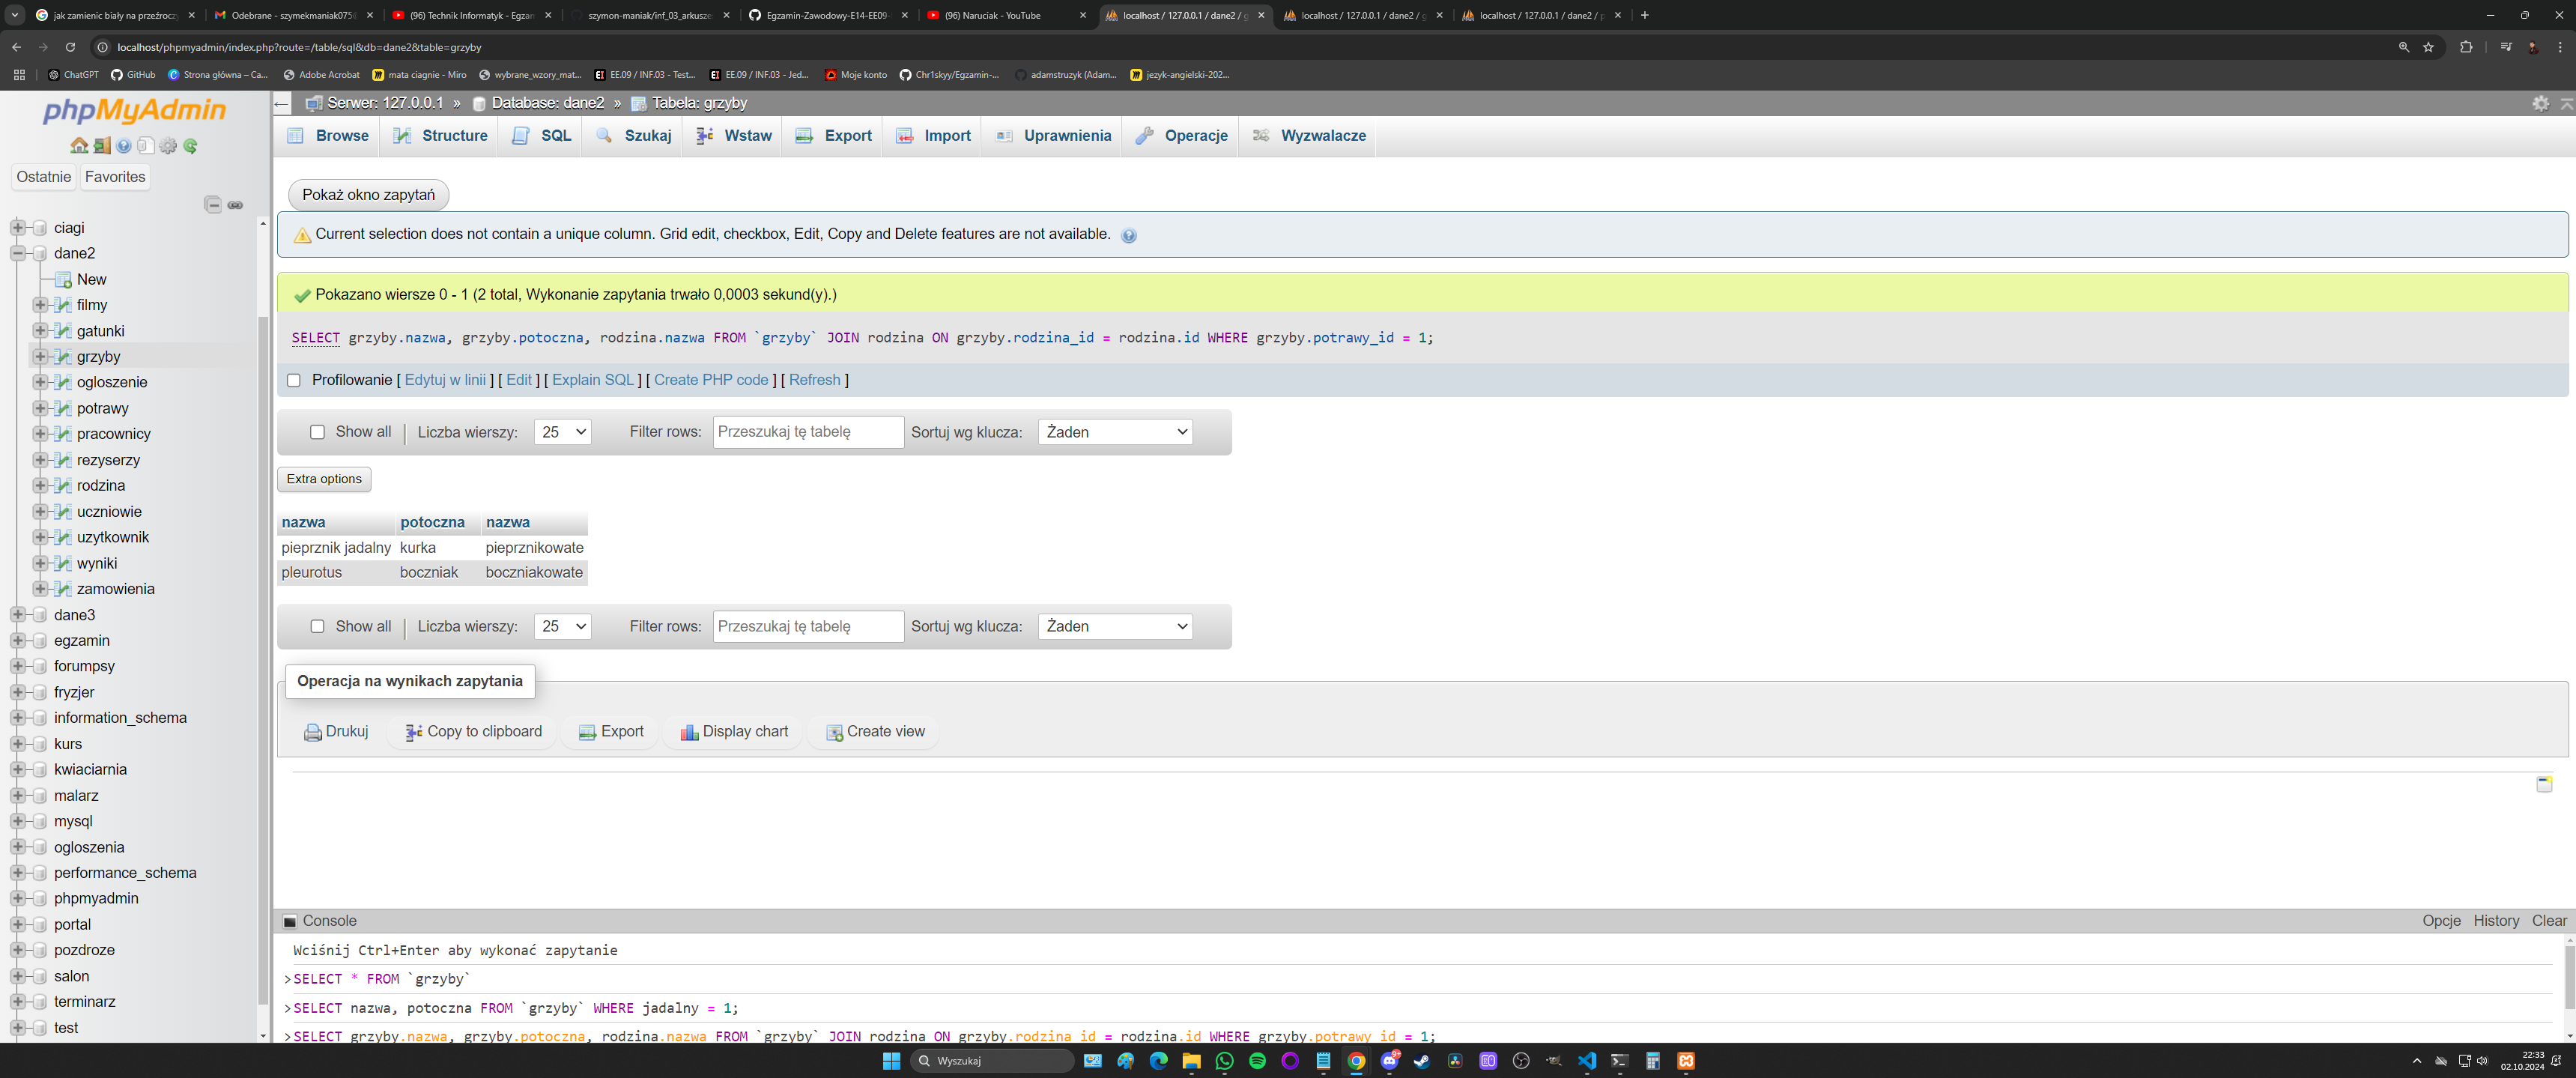 jak zamienic biały na przeźroczy
Odebrane - szymekmaniak075@
(96) Technik Informatyk - Egzan
szymon-maniak/inf_03_arkusze:
Egzamin-Zawodowy-E14-EE09-
(96) Naruciak - YouTube
localhost / 127.0.0.1 / dane2 / g
localhost / 127.0.0.1 / dane2 / g
localhost / 127.0.0.1 / dane2 / p
localhost/phpmyadmin/index.php?route=/table/sql&db=dane2&table=grzyby
ChatGPT
GitHub
Strona główna – Ca...
Adobe Acrobat
mata ciagnie - Miro
wybrane_wzory_mat...
EE.09 / INF.03 - Test...
EE.09 / INF.03 - Jed...
Moje konto
Chr1skyy/Egzamin-...
adamstruzyk (Adam...
jezyk-angielski-202...
phpMyAdmin
Ostatnie
Favorites
ciagi
dane2
New
filmy
gatunki
grzyby
ogloszenie
potrawy
pracownicy
rezyserzy
rodzina
uczniowie
uzytkownik
wyniki
zamowienia
dane3
egzamin
forumpsy
fryzjer
information_schema
kurs
kwiaciarnia
malarz
mysql
ogloszenia
performance_schema
phpmyadmin
portal
pozdroze
salon
terminarz
test
Serwer: 127.0.0.1 » Database: dane2 » Tabela: grzyby
Browse
Structure
SQL
Szukaj
Wstaw
Export
Import
Uprawnienia
Operacje
Wyzwalacze
Pokaż okno zapytań
Current selection does not contain a unique column. Grid edit, checkbox, Edit, Copy and Delete features are not available.
Pokazano wiersze 0 - 1 (2 total, Wykonanie zapytania trwało 0,0003 sekund(y).)
SELECT grzyby.nazwa, grzyby.potoczna, rodzina.nazwa FROM `grzyby` JOIN rodzina ON grzyby.rodzina_id = rodzina.id WHERE grzyby.potrawy_id = 1;
Profilowanie [ Edytuj w linii ] [ Edit ] [ Explain SQL ] [ Create PHP code ] [ Refresh ]
Show all | Liczba wierszy: 25 Filter rows: Przeszukaj tę tabelę Sortuj wg klucza: Żaden
Extra options
nazwa potoczna nazwa
pieprznik jadalny kurka pieprznikowate
pleurotus boczniak boczniakowate
Show all | Liczba wierszy: 25 Filter rows: Przeszukaj tę tabelę Sortuj wg klucza: Żaden
Operacja na wynikach zapytania
Drukuj
Copy to clipboard
Export
Display chart
Create view
Console
Opcje History Clear
Wciśnij Ctrl+Enter aby wykonać zapytanie
>SELECT * FROM `grzyby`
>SELECT nazwa, potoczna FROM `grzyby` WHERE jadalny = 1;
>SELECT grzyby.nazwa, grzyby.potoczna, rodzina.nazwa FROM `grzyby` JOIN rodzina ON grzyby.rodzina_id = rodzina.id WHERE grzyby.potrawy_id = 1;
Wyszukaj
22:33
02.10.2024